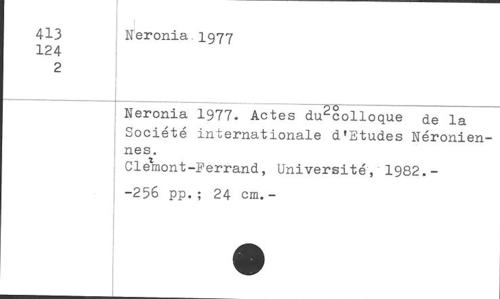 413
124
2
Neronia 1977
Neronia 1977. Actes du 2° colloque de la
Société internationale d'Etudes Néronien-
nes.
Clermont-Ferrand, Université, 1982.-
-256 pp.; 24 cm.-